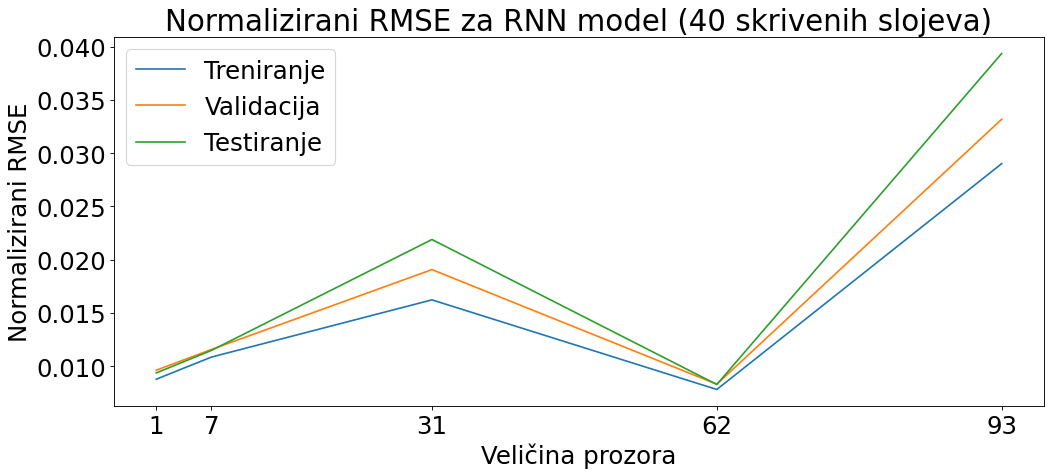 Normalizirani RMSE za RNN model (40 skrivenih slojeva)
Normalizirani RMSE
0.040
0.035
0.030
0.025
0.020
0.015
0.010
Treniranje
Validacija
Testiranje
1 7 31 62 93
Veličina prozora